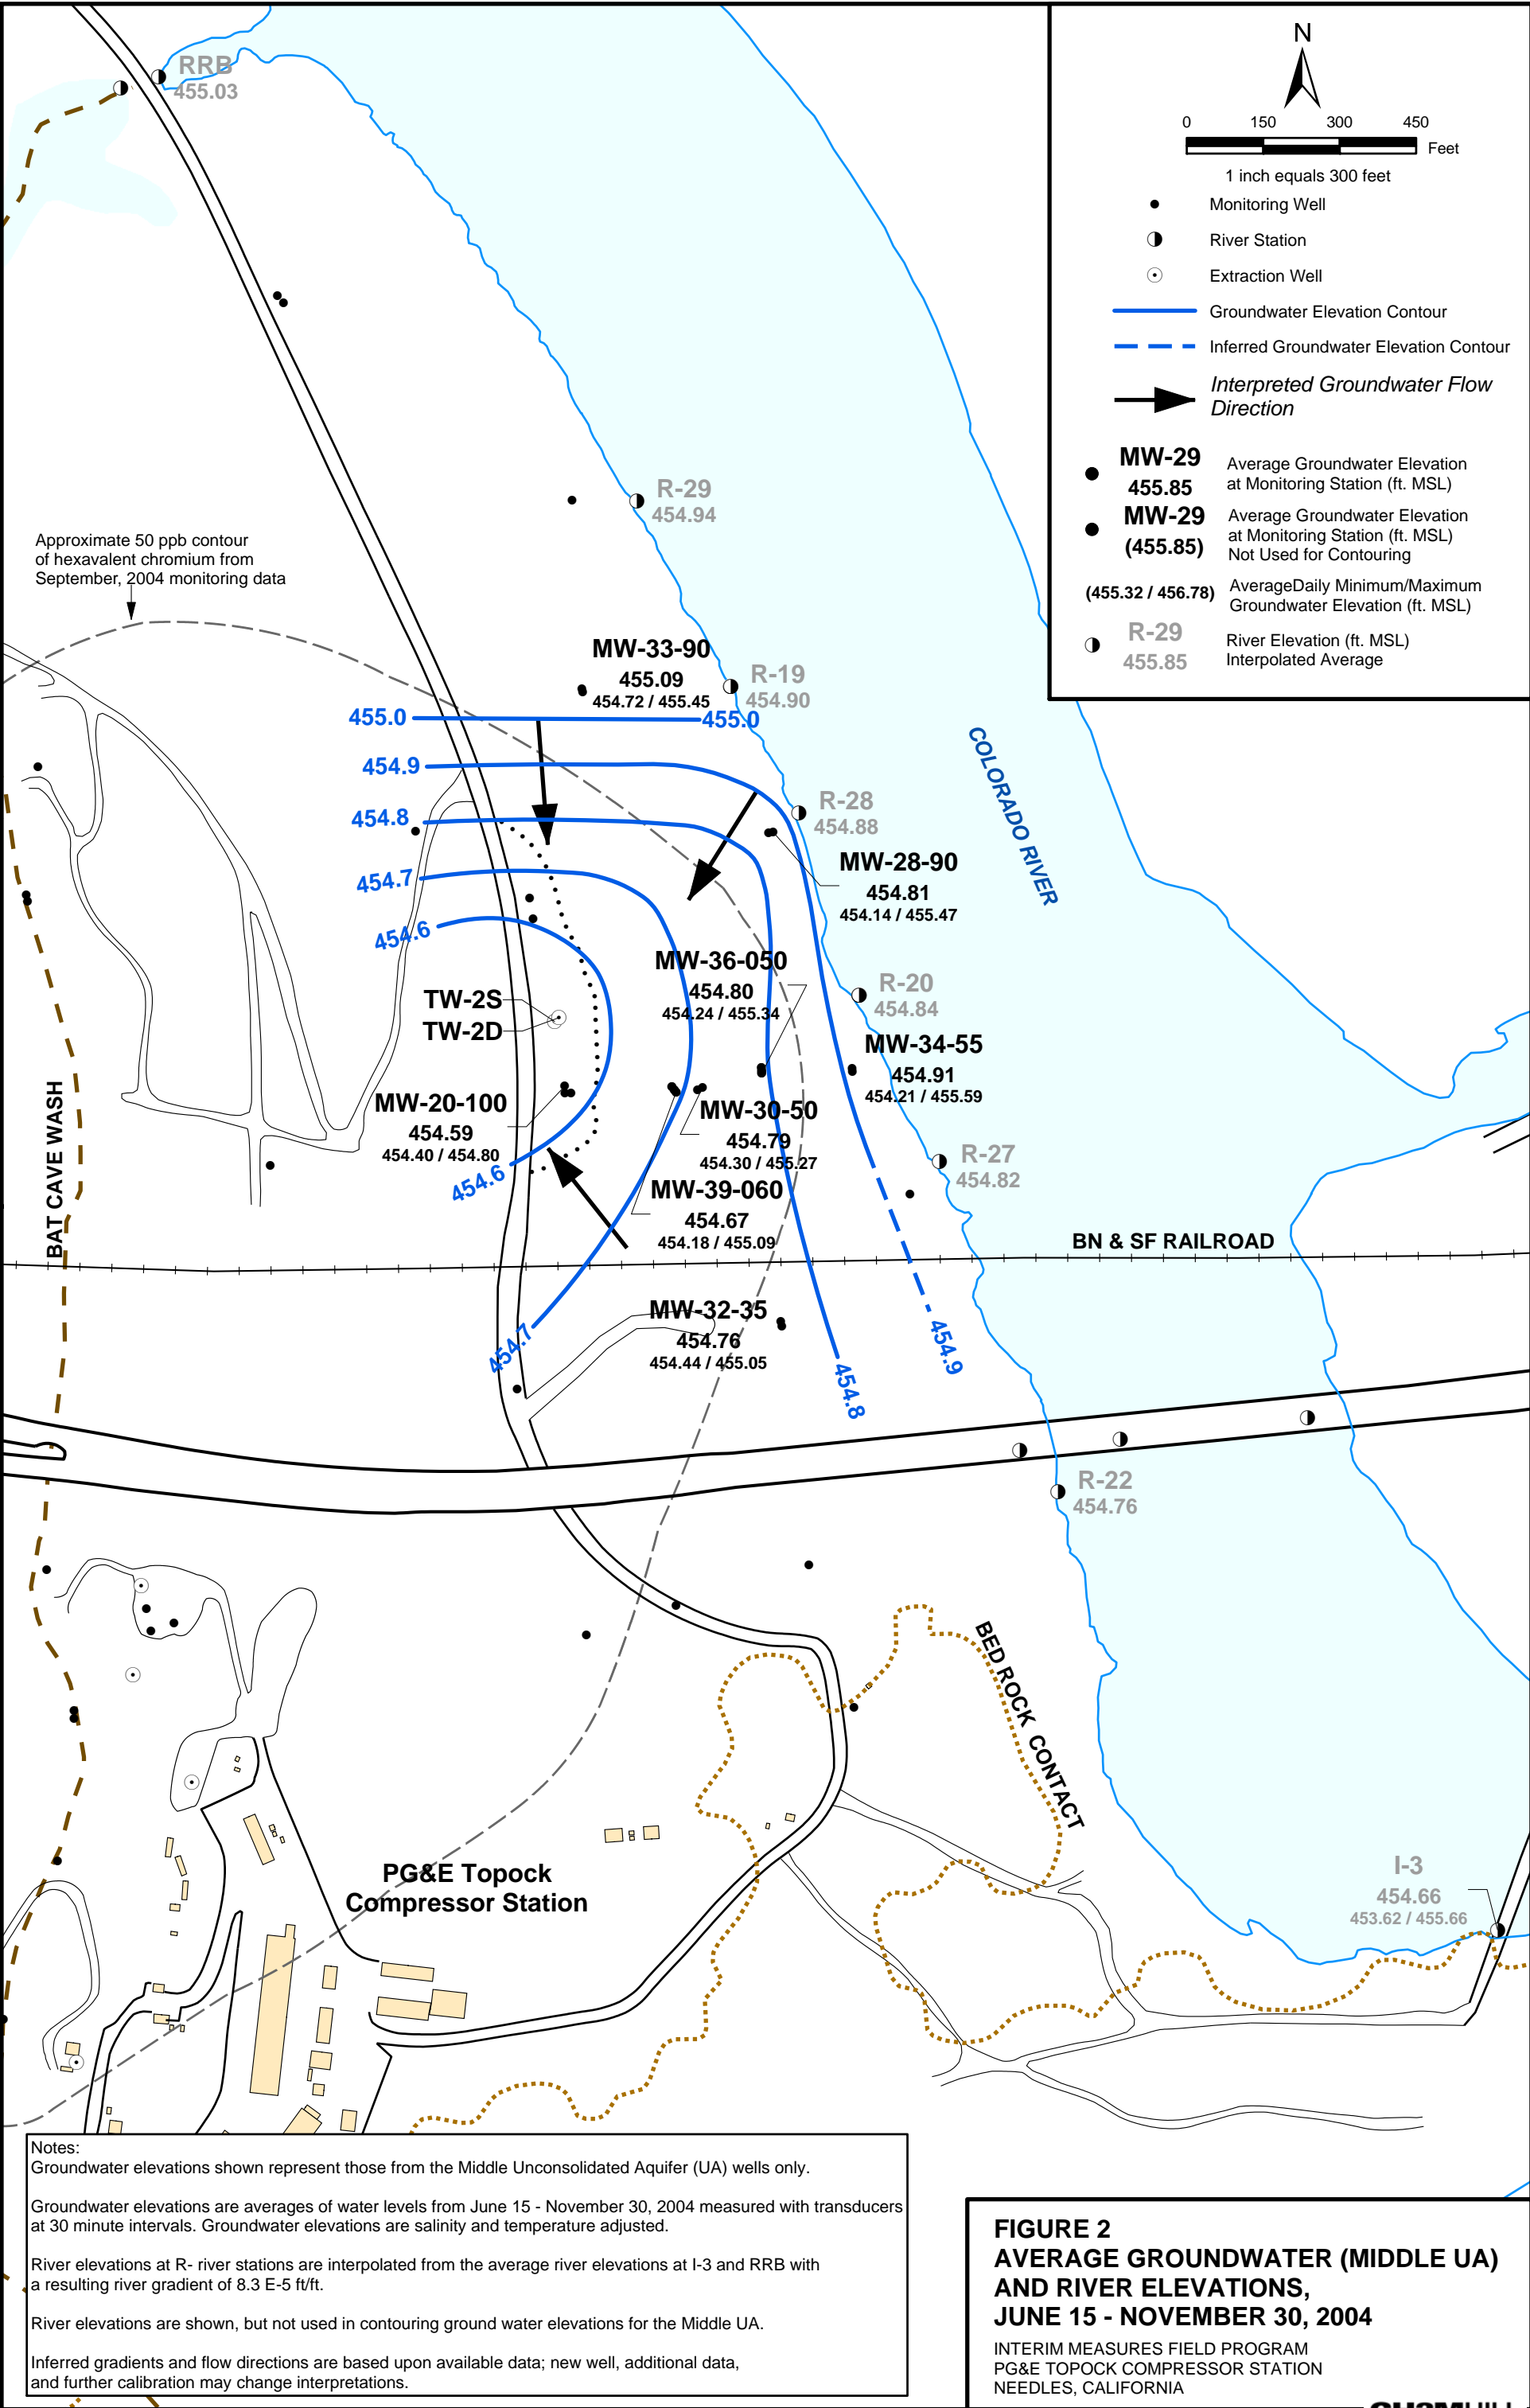 RRB
455.03
N
0 150 300 450
Feet
1 inch equals 300 feet
Monitoring Well
River Station
Extraction Well
Groundwater Elevation Contour
Inferred Groundwater Elevation Contour
Interpreted Groundwater Flow
Direction
MW-29
455.85
Average Groundwater Elevation
at Monitoring Station (ft. MSL)
MW-29
(455.85)
Average Groundwater Elevation
at Monitoring Station (ft. MSL)
Not Used for Contouring
(455.32 / 456.78)
AverageDaily Minimum/Maximum
Groundwater Elevation (ft. MSL)
R-29
455.85
River Elevation (ft. MSL)
Interpolated Average
R-29
454.94
Approximate 50 ppb contour
of hexavalent chromium from
September, 2004 monitoring data
MW-33-90
455.09
454.72 / 455.45
R-19
454.90
455.0
455.0
454.9
454.8
454.7
454.6
COLORADO RIVER
R-28
454.88
MW-28-90
454.81
454.14 / 455.47
MW-36-050
454.80
454.24 / 455.34
R-20
454.84
TW-2S
TW-2D
MW-34-55
454.91
454.21 / 455.59
MW-20-100
454.59
454.40 / 454.80
MW-30-50
454.79
454.30 / 455.27
R-27
454.82
454.6
MW-39-060
454.67
454.18 / 455.09
BAT CAVE WASH
BN & SF RAILROAD
MW-32-35
454.76
454.44 / 455.05
454.7
454.8
454.9
R-22
454.76
BED ROCK CONTACT
PG&E Topock
Compressor Station
I-3
454.66
453.62 / 455.66
Notes:
Groundwater elevations shown represent those from the Middle Unconsolidated Aquifer (UA) wells only.
Groundwater elevations are averages of water levels from June 15 - November 30, 2004 measured with transducers
at 30 minute intervals. Groundwater elevations are salinity and temperature adjusted.
River elevations at R- river stations are interpolated from the average river elevations at I-3 and RRB with
a resulting river gradient of 8.3 E-5 ft/ft.
River elevations are shown, but not used in contouring ground water elevations for the Middle UA.
Inferred gradients and flow directions are based upon available data; new well, additional data,
and further calibration may change interpretations.
FIGURE 2
AVERAGE GROUNDWATER (MIDDLE UA)
AND RIVER ELEVATIONS,
JUNE 15 - NOVEMBER 30, 2004
INTERIM MEASURES FIELD PROGRAM
PG&E TOPOCK COMPRESSOR STATION
NEEDLES, CALIFORNIA